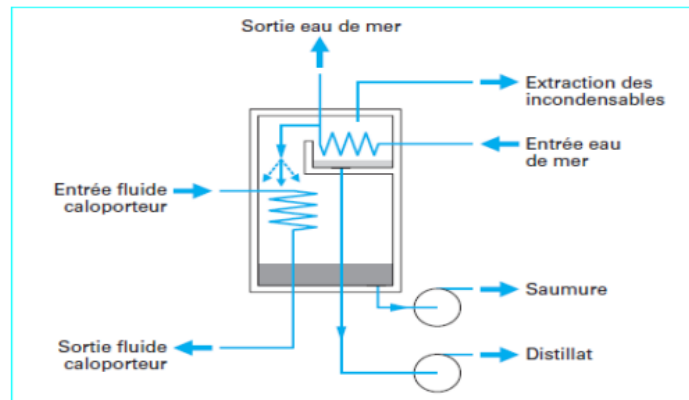 Sortie eau de mer
Extraction des
incondensables
Entrée eau
de mer
Entrée fluide
caloporteur
Saumure
Sortie fluide
caloporteur
Distillat